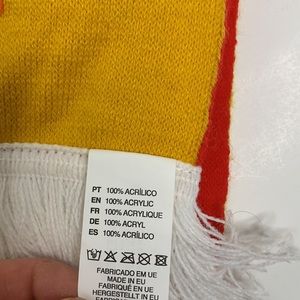 PT 100% ACRÍLICO
EN 100% ACRYLIC
FR 100% ACRYLIQUE
DE 100% ACRYL
ES 100% ACRÍLICO
FABRICADO EM UE
MADE IN EU
FABRIQUÉ EN UE
HERGESTELLT IN EU
FABRICADO EN UE